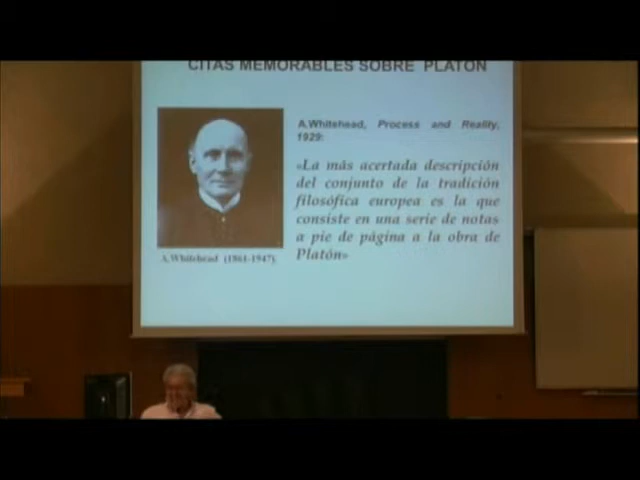 CITAS MEMORABLES SOBRE PLATÓN
A.Whitehead, Process and Reality,
1929:
«La más acertada descripción
del conjunto de la tradición
filosófica europea es la que
consiste en una serie de notas
a pie de página a la obra de
Platón»
A.Whitehead (1861-1947).